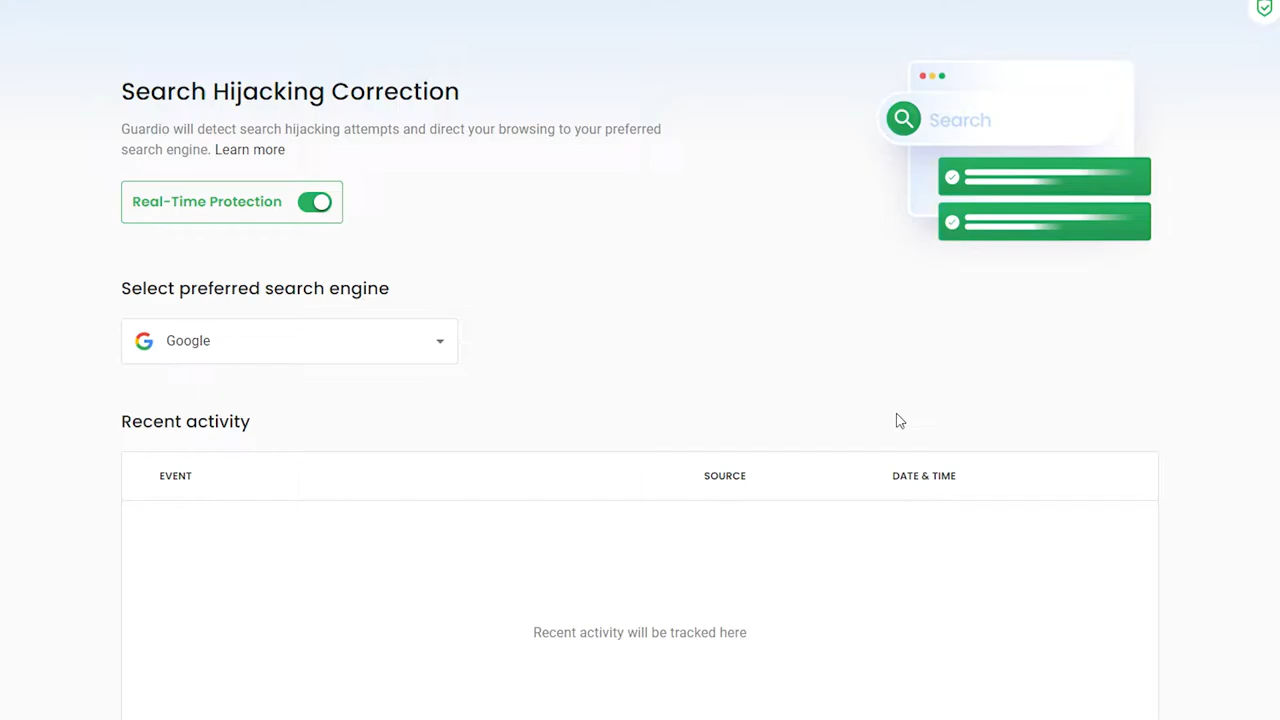 Search Hijacking Correction
Guardio will detect search hijacking attempts and direct your browsing to your preferred
search engine. Learn more
Real-Time Protection
Search
Select preferred search engine
Google
Recent activity
EVENT SOURCE DATE & TIME
Recent activity will be tracked here